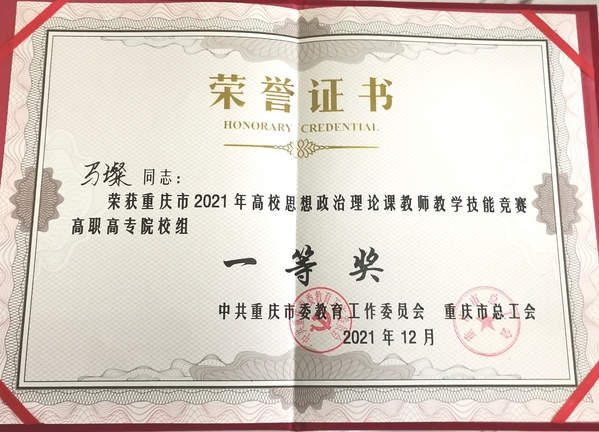 荣誉证书
HONORARY CREDENTIAL
马璨 同志：
荣获重庆市2021年高校思想政治理论课教师教学技能竞赛
高职高专院校组
一等奖
中共重庆市委教育工作委员会 重庆市总工会
2021年12月